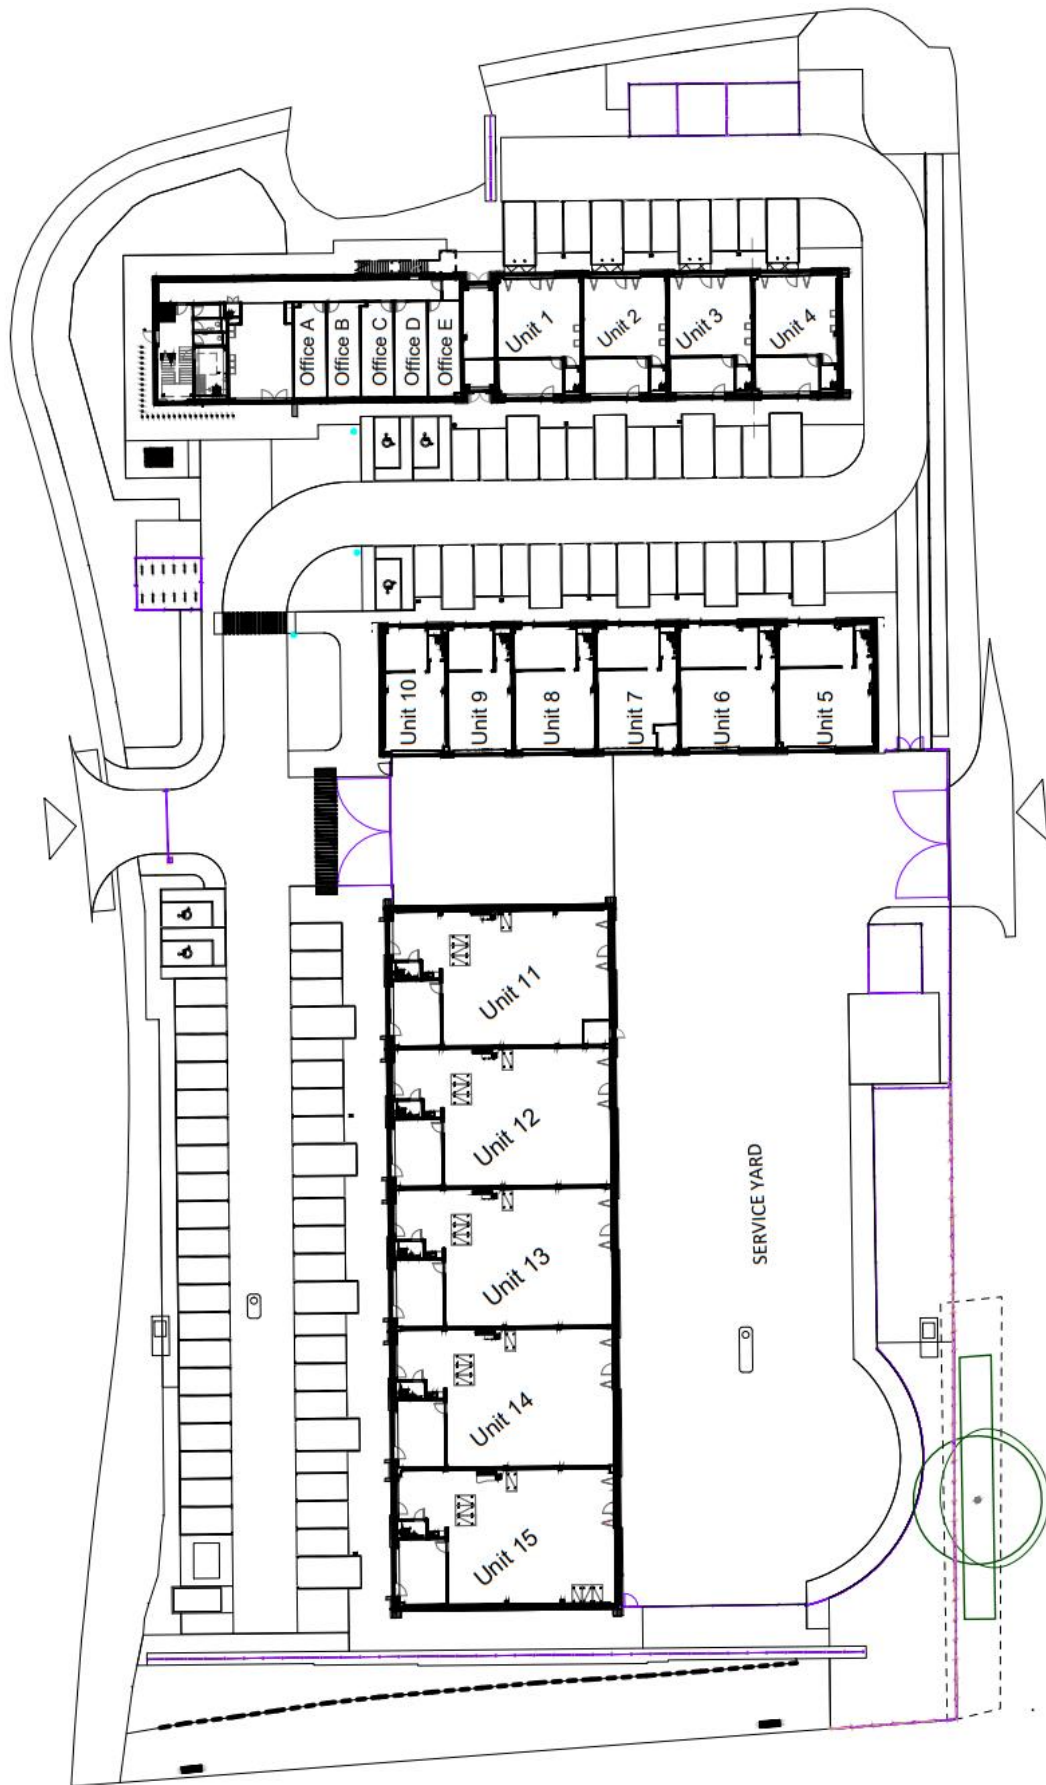 Office A
Office B
Office C
Office D
Office E
Unit 1
Unit 2
Unit 3
Unit 4
Unit 10
Unit 9
Unit 8
Unit 7
Unit 6
Unit 5
Unit 11
Unit 12
Unit 13
Unit 14
Unit 15
SERVICE YARD